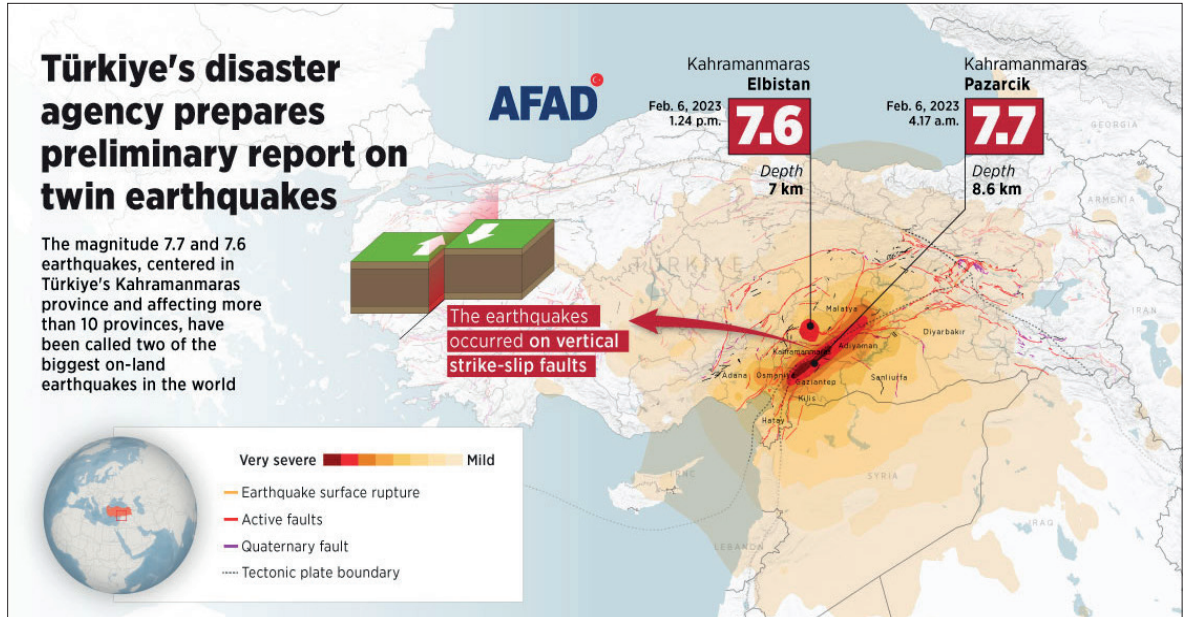 Türkiye's disaster
agency prepares
preliminary report on
twin earthquakes
The magnitude 7.7 and 7.6
earthquakes, centered in
Türkiye's Kahramanmaras
province and affecting more
than 10 provinces, have
been called two of the
biggest on-land
earthquakes in the world
AFAD
Kahramanmaras
Elbistan
Feb. 6, 2023
1.24 p.m.
7.6
Depth
7 km
Kahramanmaras
Pazarcik
Feb. 6, 2023
4.17 a.m.
7.7
Depth
8.6 km
The earthquakes
occurred on vertical
strike-slip faults
GEORGIA
ARMENIA
TÜRKİYE
IRAN
Malatya
Diyarbakir
Kahramanmaras
Adiyaman
Adana
Osmaniye
Gaziantep
Sanliurfa
Kilis
Hatay
TRNC
SYRIA
LEBANON
IRAQ
Very severe
Mild
Earthquake surface rupture
Active faults
Quaternary fault
Tectonic plate boundary